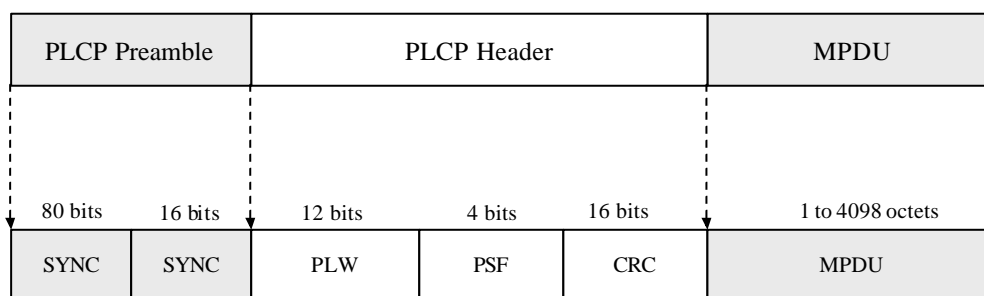 PLCP Preamble PLCP Header MPDU
80 bits 16 bits 12 bits 4 bits 16 bits 1 to 4098 octets
SYNC SYNC PLW PSF CRC MPDU